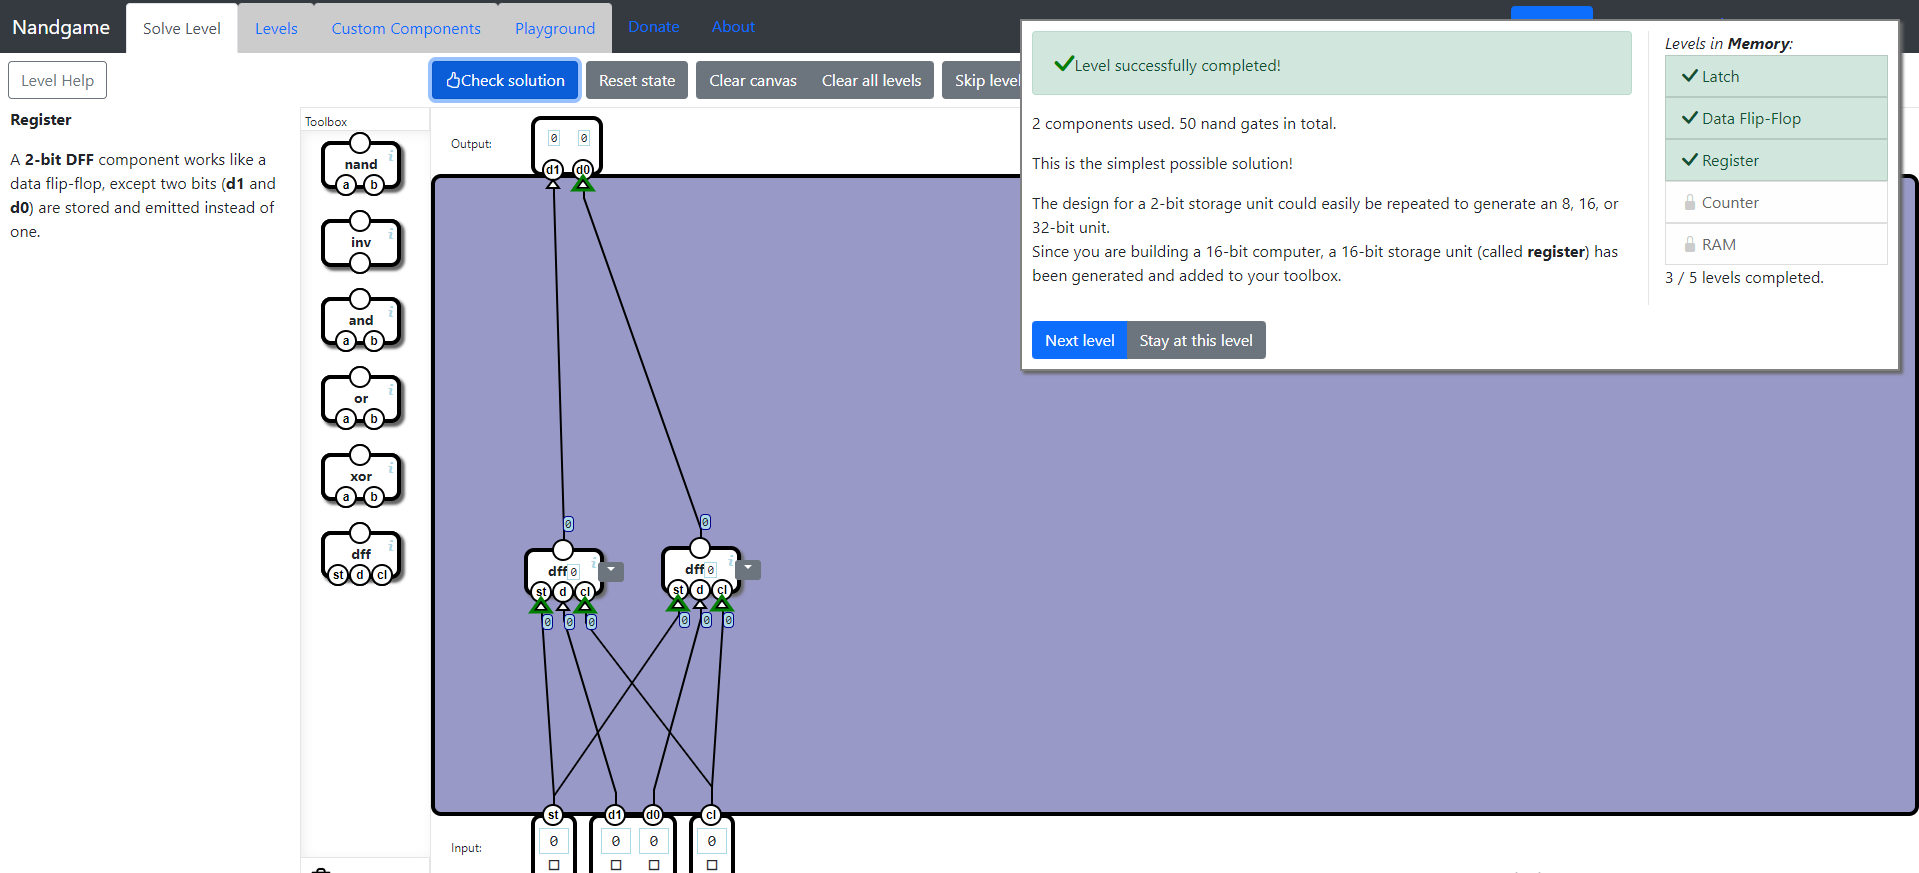 Nandgame
Solve Level
Levels
Custom Components
Playground
Donate
About
Level Help
Check solution
Reset state
Clear canvas
Clear all levels
Skip level
Register
A 2-bit DFF component works like a
data flip-flop, except two bits (d1 and
d0) are stored and emitted instead of
one.
Toolbox
nand
i
a b
inv
i
and
i
a b
or
i
a b
xor
i
a b
dff
i
st d cl
Output:
0 0
d1 d0
0 0
dff 0
i
dff 0
i
st d cl
st d cl
0 0 0
0 0 0
st d1 d0 cl
Input:
0 0 0 0
Level successfully completed!
2 components used. 50 nand gates in total.
This is the simplest possible solution!
The design for a 2-bit storage unit could easily be repeated to generate an 8, 16, or
32-bit unit.
Since you are building a 16-bit computer, a 16-bit storage unit (called register) has
been generated and added to your toolbox.
Next level
Stay at this level
Levels in Memory:
Latch
Data Flip-Flop
Register
Counter
RAM
3 / 5 levels completed.